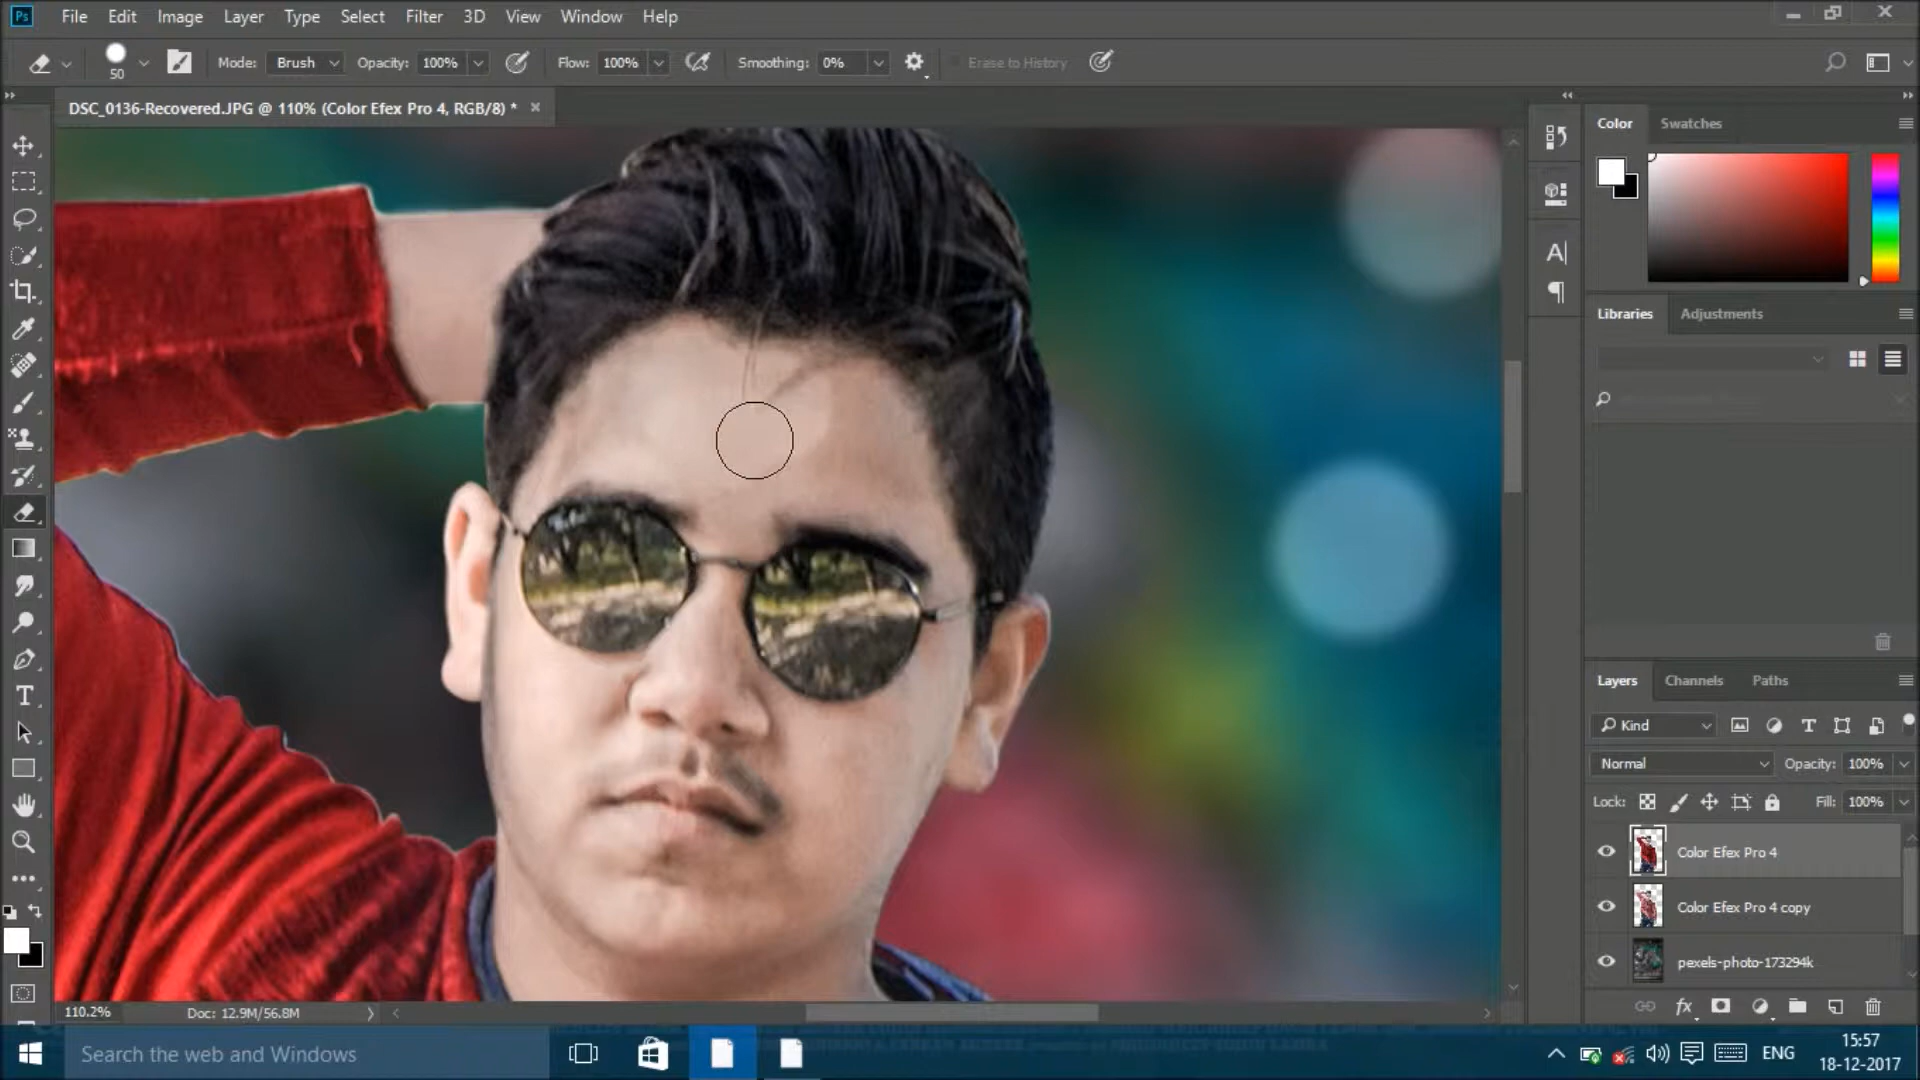 Ps File Edit Image Layer Type Select Filter 3D View Window Help
50 Mode: Brush Opacity: 100% Flow: 100% Smoothing: 0% Erase to History
DSC_0136-Recovered.JPG @ 110% (Color Efex Pro 4, RGB/8) *
Color Swatches
Libraries Adjustments
Layers Channels Paths
Kind
Normal Opacity: 100%
Lock: Fill: 100%
Color Efex Pro 4
Color Efex Pro 4 copy
pexels-photo-173294k
fx
110.2% Doc: 12.9M/56.8M
Search the web and Windows
ENG
15:57
18-12-2017